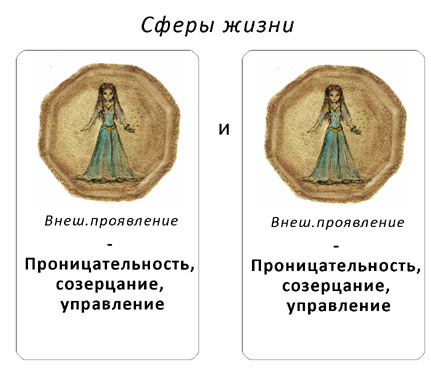 Сферы жизни
Внеш.проявление
-
Проницательность,
созерцание,
управление
и
Внеш.проявление
-
Проницательность,
созерцание,
управление